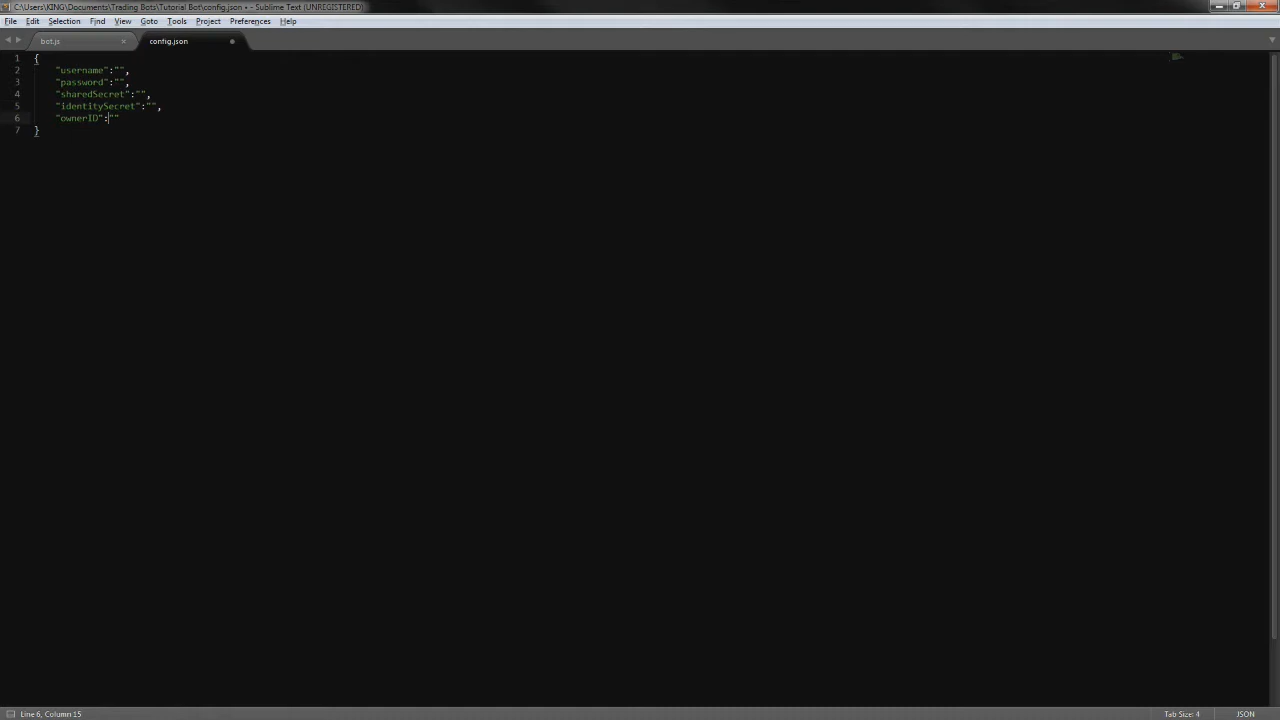 C:\Users\KING\Documents\Trading Bots\Tutorial Bot\config.json • - Sublime Text (UNREGISTERED)
File Edit Selection Find View Goto Tools Project Preferences Help
bot.js × config.json
1 {
2 "username":"",
3 "password":"",
4 "sharedSecret":"",
5 "identitySecret":"",
6 "ownerID":""
7 }
Line 6, Column 15 Tab Size: 4 JSON